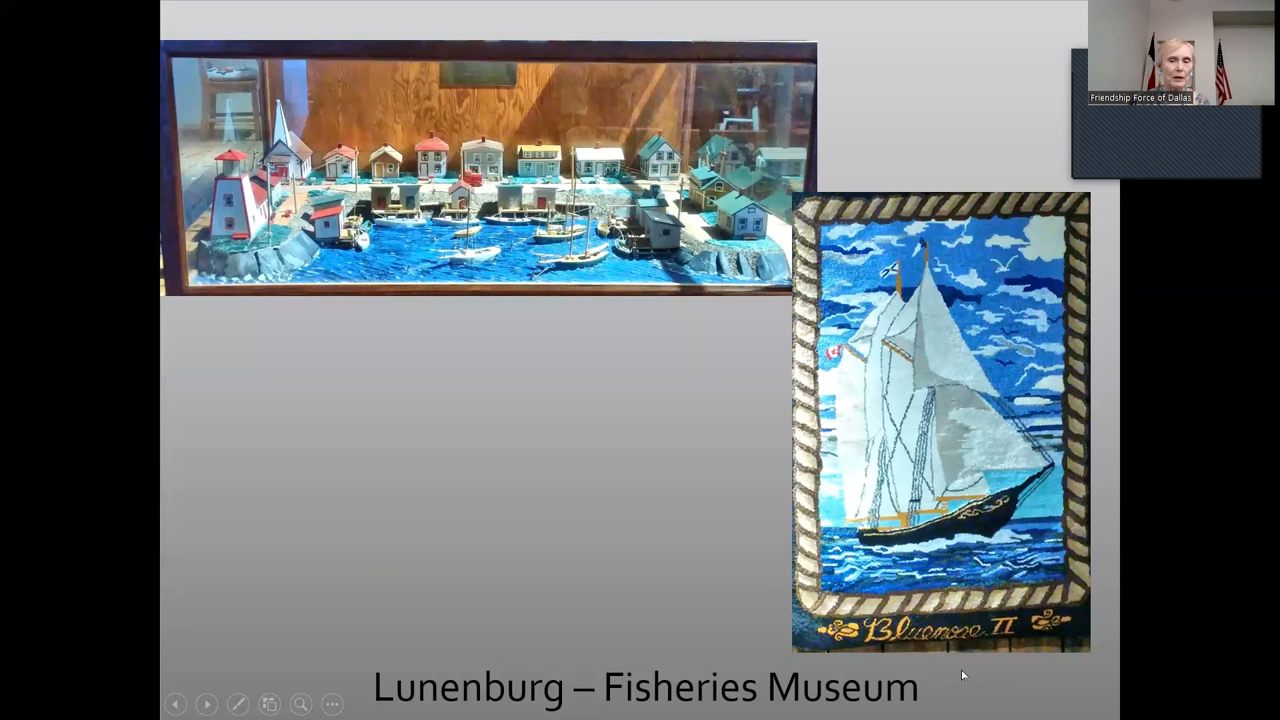 Friendship Force of Dallas
Bluenose II
Lunenburg – Fisheries Museum